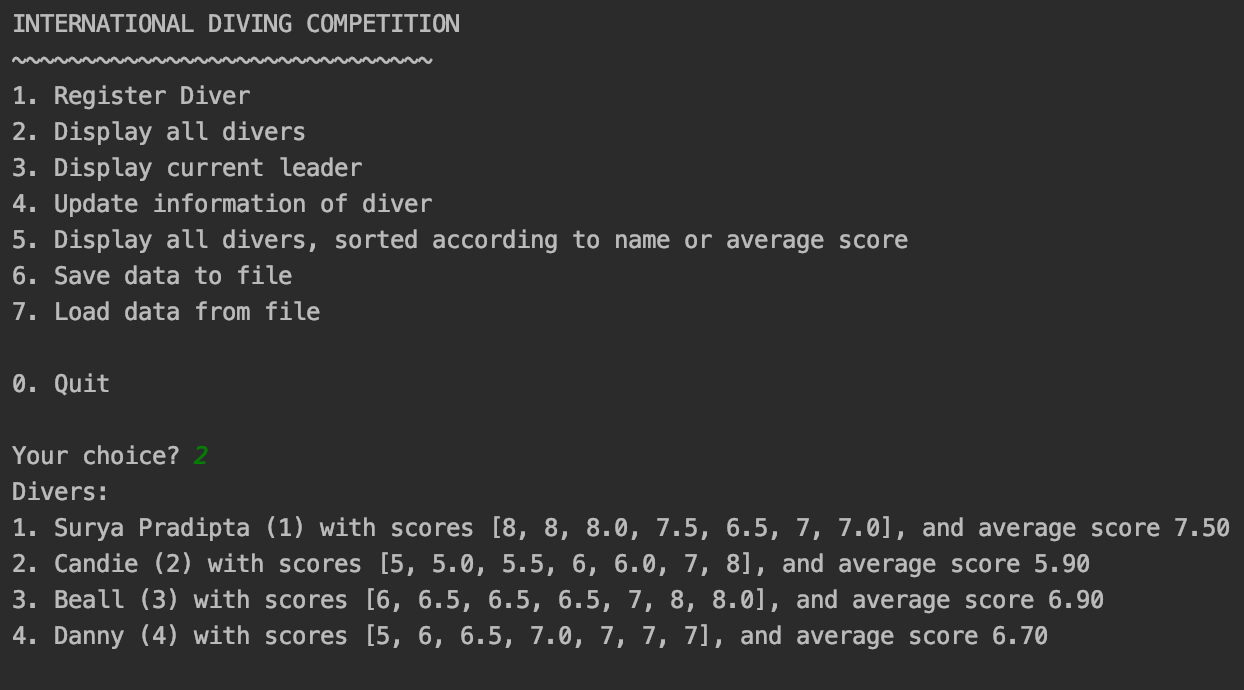 INTERNATIONAL DIVING COMPETITION
~~~~~~~~~~~~~~~~~~~~~~~~~~~~~~
1. Register Diver
2. Display all divers
3. Display current leader
4. Update information of diver
5. Display all divers, sorted according to name or average score
6. Save data to file
7. Load data from file
0. Quit
Your choice? 2
Divers:
1. Surya Pradipta (1) with scores [8, 8, 8.0, 7.5, 6.5, 7, 7.0], and average score 7.50
2. Candie (2) with scores [5, 5.0, 5.5, 6, 6.0, 7, 8], and average score 5.90
3. Beall (3) with scores [6, 6.5, 6.5, 6.5, 7, 8, 8.0], and average score 6.90
4. Danny (4) with scores [5, 6, 6.5, 7.0, 7, 7, 7], and average score 6.70